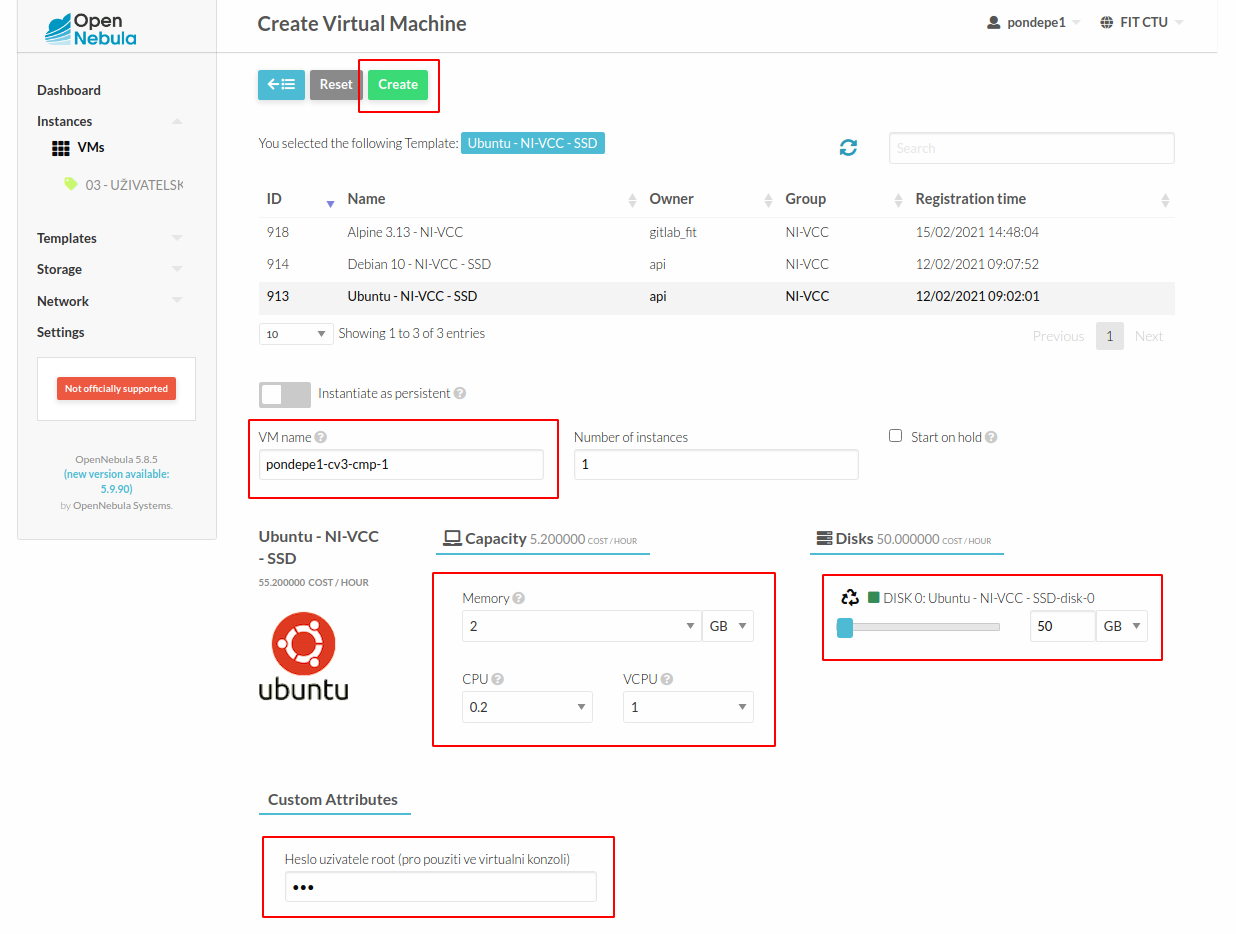 Open
Nebula
Create Virtual Machine
pondepe1
FIT CTU
Dashboard
Instances
VMs
03 - UŽIVATELSK
Templates
Storage
Network
Settings
Not officially supported
OpenNebula 5.8.5
(new version available:
5.9.90)
by OpenNebula Systems.
Reset
Create
You selected the following Template: Ubuntu - NI-VCC - SSD
Search
ID Name Owner Group Registration time
918 Alpine 3.13 - NI-VCC gitlab_fit NI-VCC 15/02/2021 14:48:04
914 Debian 10 - NI-VCC - SSD api NI-VCC 12/02/2021 09:07:52
913 Ubuntu - NI-VCC - SSD api NI-VCC 12/02/2021 09:02:01
10 Showing 1 to 3 of 3 entries
Previous 1 Next
Instantiate as persistent ?
VM name ? Number of instances Start on hold ?
pondepe1-cv3-cmp-1 1
Ubuntu - NI-VCC
- SSD
55.200000 COST / HOUR
ubuntu
Capacity 5.200000 COST / HOUR
Memory ?
2 GB
CPU ? VCPU ?
0.2 1
Disks 50.000000 COST / HOUR
DISK 0: Ubuntu - NI-VCC - SSD-disk-0
50 GB
Custom Attributes
Heslo uzivatele root (pro pouziti ve virtualni konzoli)
•••